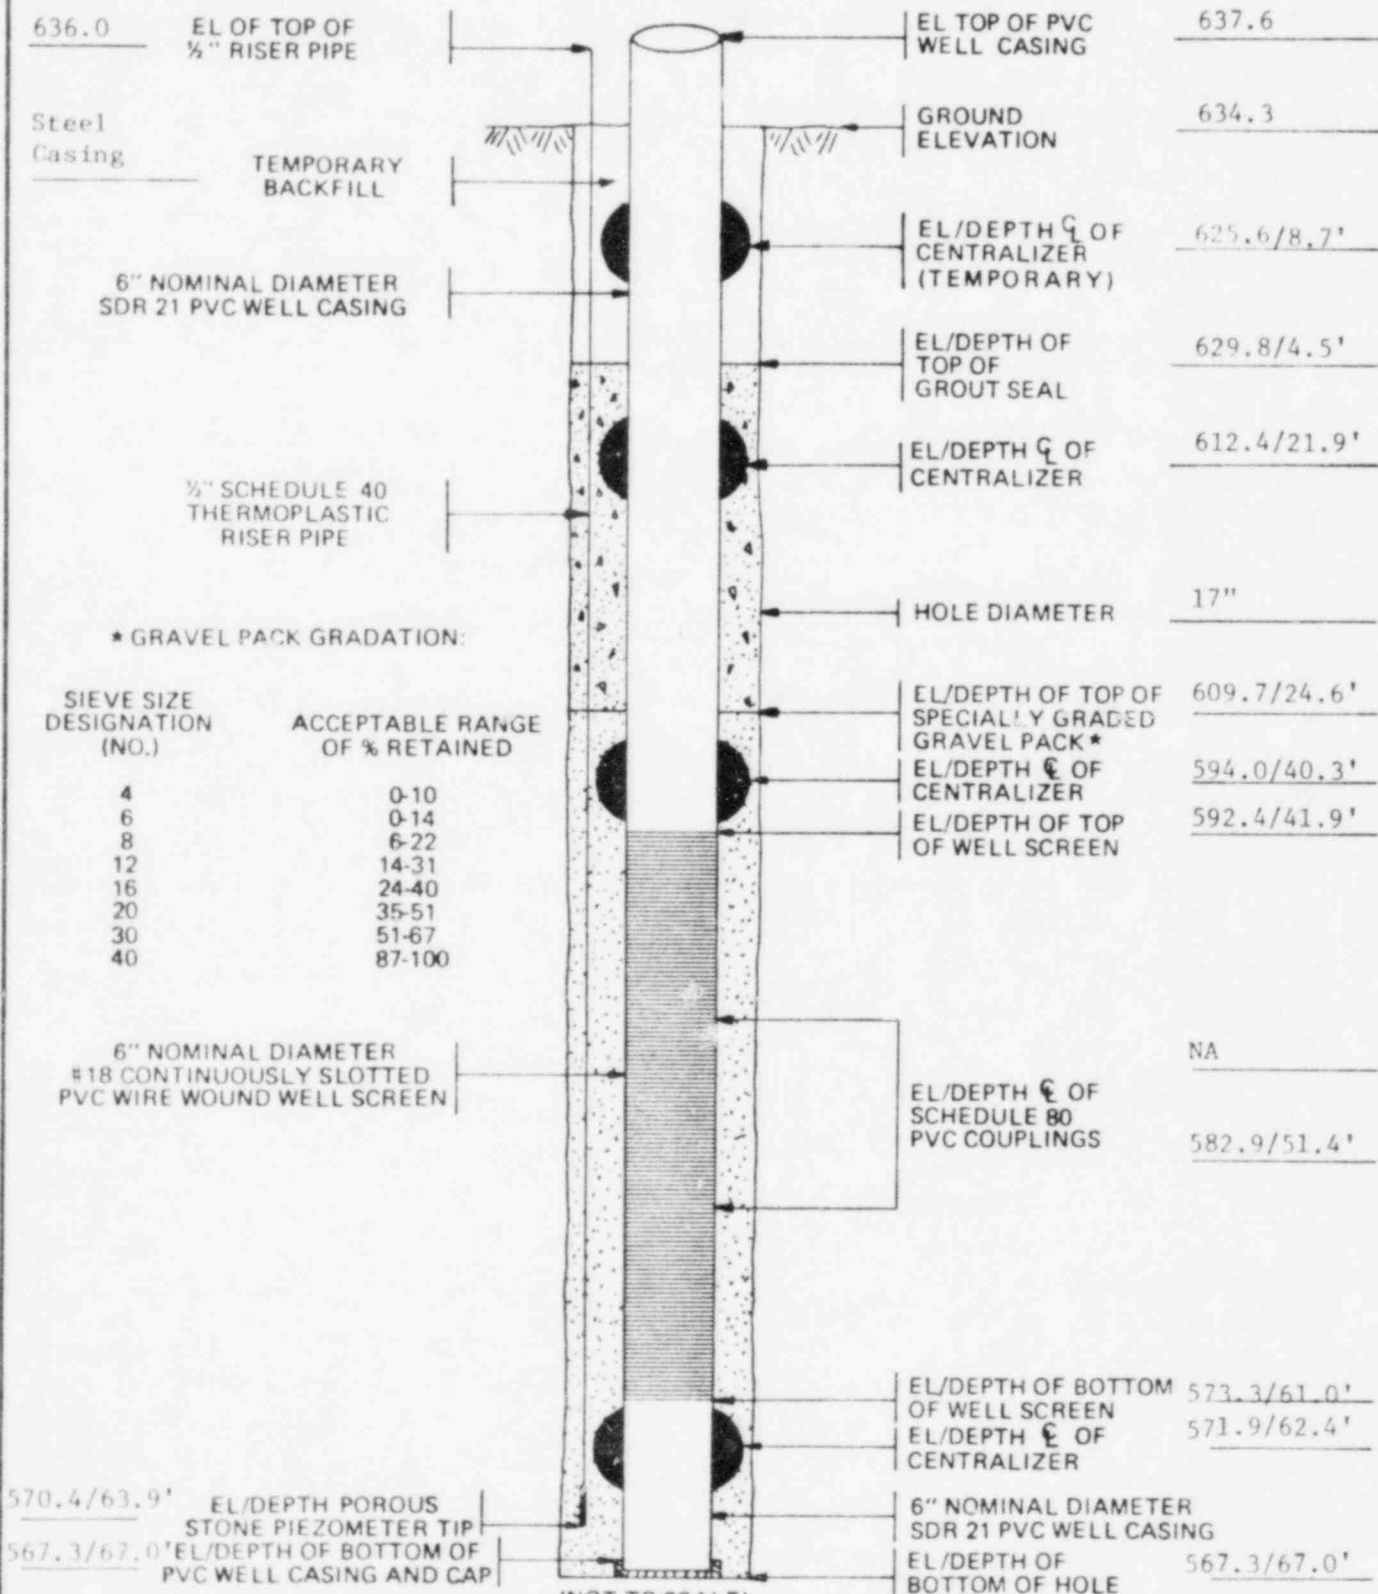 636.0
EL OF TOP OF
½" RISER PIPE
EL TOP OF PVC
WELL CASING
637.6
Steel
Casing
GROUND
ELEVATION
634.3
TEMPORARY
BACKFILL
EL/DEPTH ℄ OF
CENTRALIZER
(TEMPORARY)
625.6/8.7'
6" NOMINAL DIAMETER
SDR 21 PVC WELL CASING
EL/DEPTH OF
TOP OF
GROUT SEAL
629.8/4.5'
EL/DEPTH ℄ OF
CENTRALIZER
612.4/21.9'
½" SCHEDULE 40
THERMOPLASTIC
RISER PIPE
HOLE DIAMETER
17"
* GRAVEL PACK GRADATION:
SIEVE SIZE
DESIGNATION
(NO.)
ACCEPTABLE RANGE
OF % RETAINED
4 0-10
6 0-14
8 6-22
12 14-31
16 24-40
20 35-51
30 51-67
40 87-100
EL/DEPTH OF TOP OF
SPECIALLY GRADED
GRAVEL PACK*
609.7/24.6'
EL/DEPTH ℄ OF
CENTRALIZER
594.0/40.3'
EL/DEPTH OF TOP
OF WELL SCREEN
592.4/41.9'
6" NOMINAL DIAMETER
#18 CONTINUOUSLY SLOTTED
PVC WIRE WOUND WELL SCREEN
EL/DEPTH ℄ OF
SCHEDULE 80
PVC COUPLINGS
NA
582.9/51.4'
EL/DEPTH OF BOTTOM
OF WELL SCREEN
573.3/61.0'
EL/DEPTH ℄ OF
CENTRALIZER
571.9/62.4'
570.4/63.9'
EL/DEPTH POROUS
STONE PIEZOMETER TIP
6" NOMINAL DIAMETER
SDR 21 PVC WELL CASING
567.3/67.0'
EL/DEPTH OF BOTTOM OF
PVC WELL CASING AND CAP
EL/DEPTH OF
BOTTOM OF HOLE
567.3/67.0'
(NOT TO SCALE)